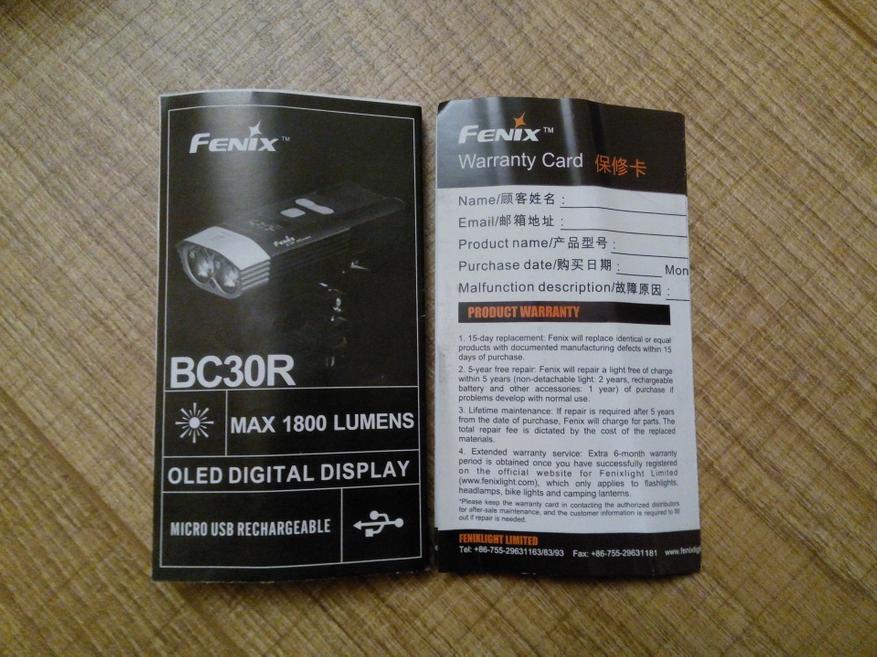 FENIX™
Fenix
BC30R
MAX 1800 LUMENS
OLED DIGITAL DISPLAY
MICRO USB RECHARGEABLE
FENIX™
Warranty Card 保修卡
Name/顾客姓名：
Email/邮箱地址：
Product name/产品型号：
Purchase date/购买日期： Mon
Malfunction description/故障原因：
PRODUCT WARRANTY
1. 15-day replacement: Fenix will replace identical or equal
products with documented manufacturing defects within 15
days of purchase.
2. 5-year free repair: Fenix will repair a light free of charge
within 5 years (non-detachable light: 2 years, rechargeable
battery and other accessories: 1 year) of purchase if
problems develop with normal use.
3. Lifetime maintenance: If repair is required after 5 years
from the date of purchase, Fenix will charge for parts. The
total repair fee is dictated by the cost of the replaced
materials.
4. Extended warranty service: Extra 6-month warranty
period is obtained once you have successfully registered
on the official website for Fenixlight Limited
(www.fenixlight.com), which only applies to flashlights,
headlamps, bike lights and camping lanterns.
*Please keep the warranty card in contacting the authorized distributors
for after-sale maintenance, and the customer information is required to fill
out if repair is needed.
FENIXLIGHT LIMITED
Tel: +86-755-29631163/83/93 Fax: +86-755-29631181 www.fenixlig